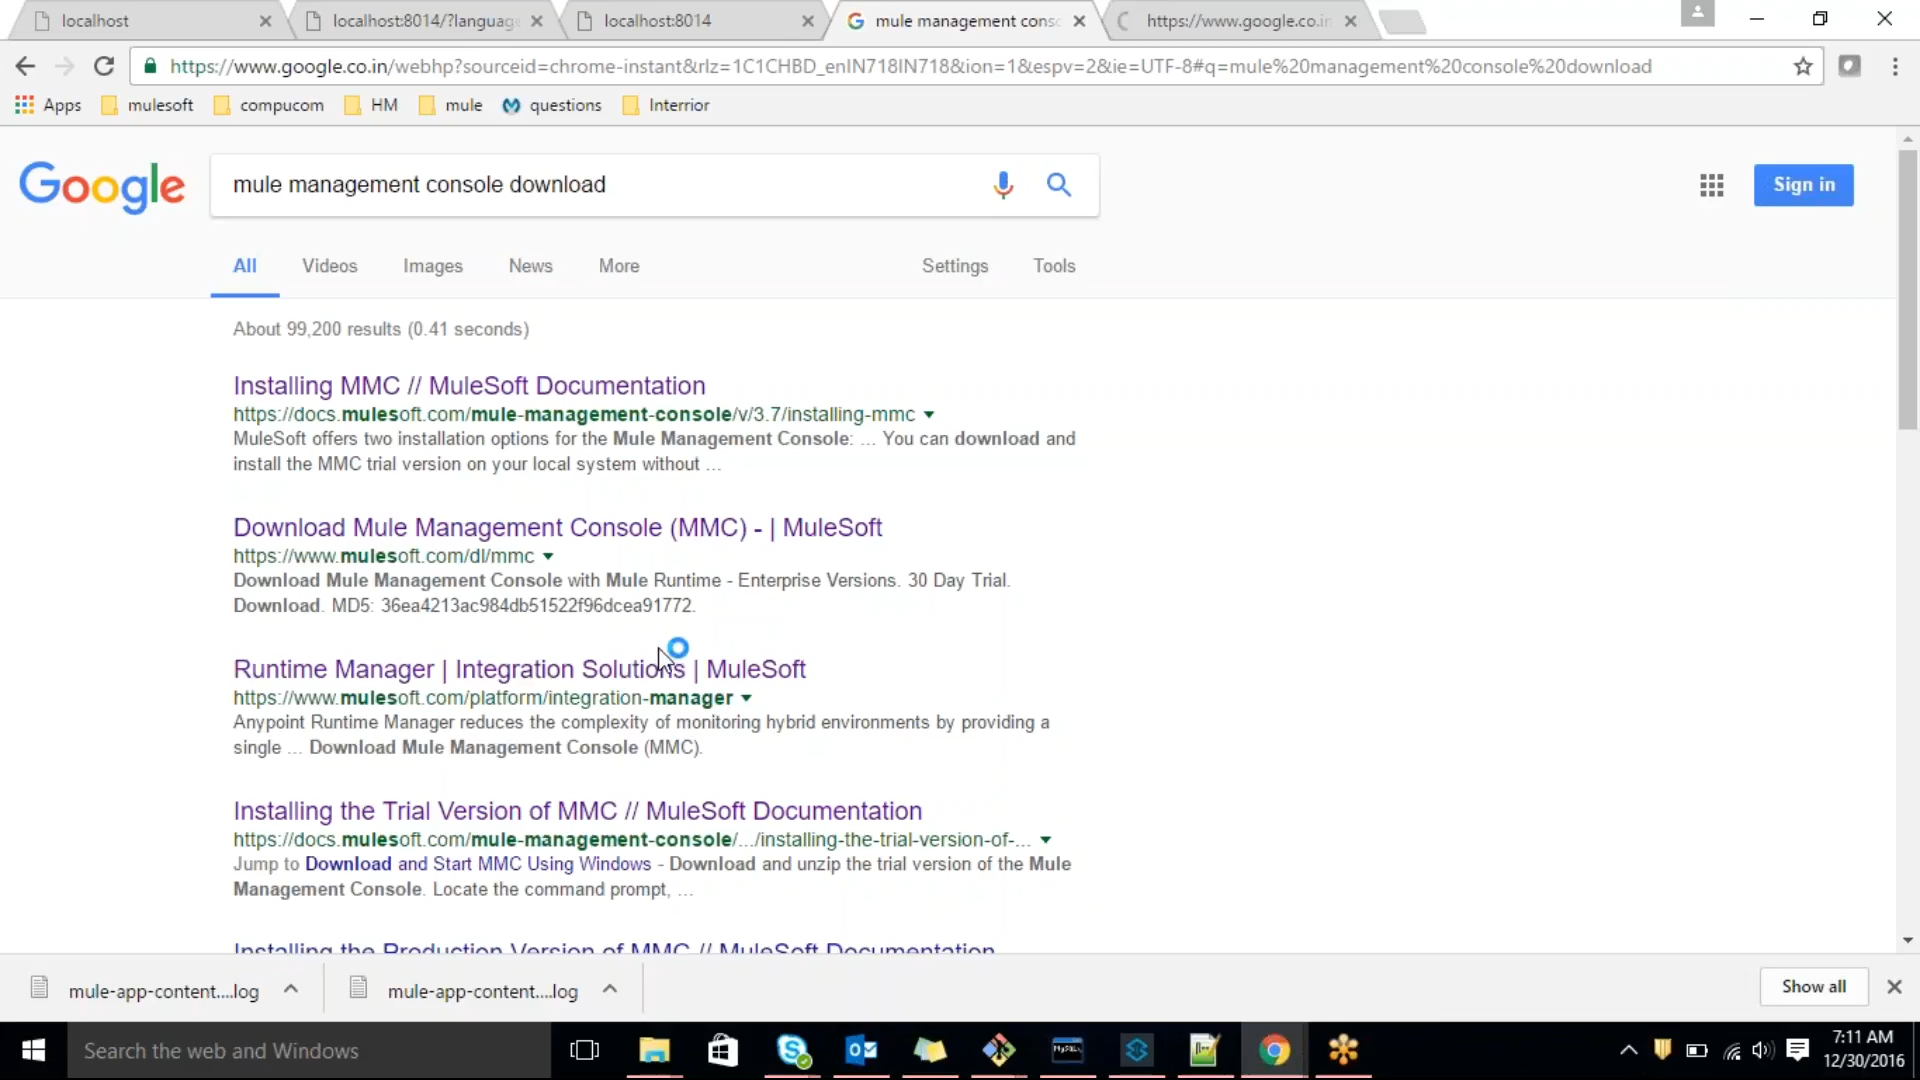 localhost
localhost:8014/?languag
localhost:8014
mule management cons
https://www.google.co.in
https://www.google.co.in/webhp?sourceid=chrome-instant&rlz=1C1CHBD_enIN718IN718&ion=1&espv=2&ie=UTF-8#q=mule%20management%20console%20download
Apps mulesoft compucom HM mule questions Interrior
Google
mule management console download
Sign in
All Videos Images News More Settings Tools
About 99,200 results (0.41 seconds)
Installing MMC // MuleSoft Documentation
https://docs.mulesoft.com/mule-management-console/v/3.7/installing-mmc
MuleSoft offers two installation options for the Mule Management Console: ... You can download and
install the MMC trial version on your local system without ...
Download Mule Management Console (MMC) - | MuleSoft
https://www.mulesoft.com/dl/mmc
Download Mule Management Console with Mule Runtime - Enterprise Versions. 30 Day Trial.
Download. MD5: 36ea4213ac984db51522f96dcea91772.
Runtime Manager | Integration Solutions | MuleSoft
https://www.mulesoft.com/platform/integration-manager
Anypoint Runtime Manager reduces the complexity of monitoring hybrid environments by providing a
single ... Download Mule Management Console (MMC).
Installing the Trial Version of MMC // MuleSoft Documentation
https://docs.mulesoft.com/mule-management-console/.../installing-the-trial-version-of-...
Jump to Download and Start MMC Using Windows - Download and unzip the trial version of the Mule
Management Console. Locate the command prompt, ...
Installing the Production Version of MMC // MuleSoft Documentation
mule-app-content....log
mule-app-content....log
Show all
Search the web and Windows
7:11 AM
12/30/2016